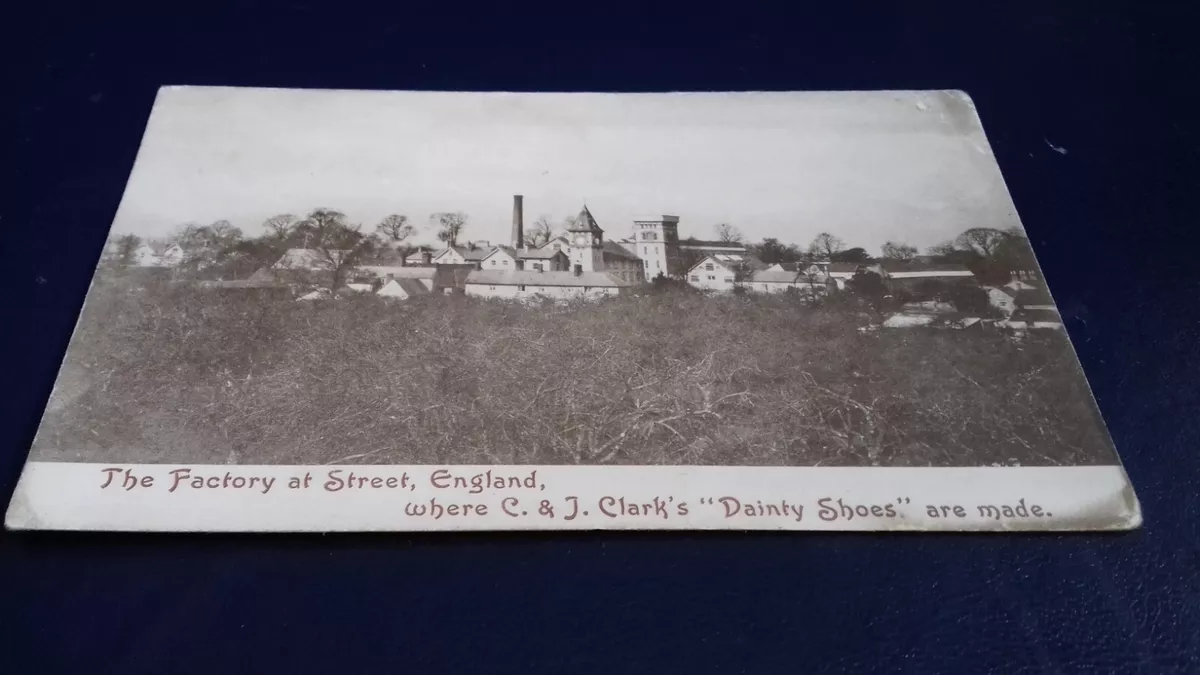 The Factory at Street, England,
where C. & J. Clark's "Dainty Shoes." are made.